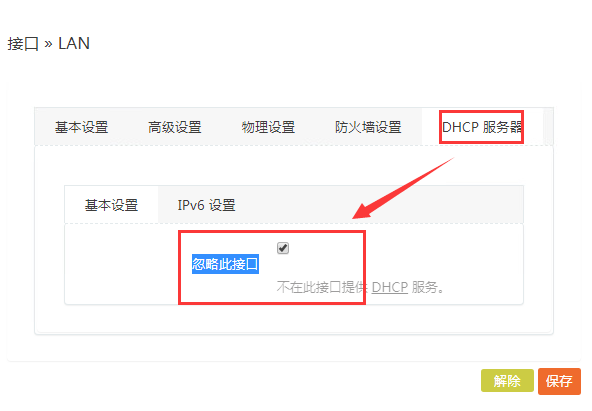 接口 » LAN
基本设置 高级设置 物理设置 防火墙设置 DHCP 服务器
基本设置 IPv6 设置
忽略此接口
不在此接口提供 DHCP 服务。
解除 保存